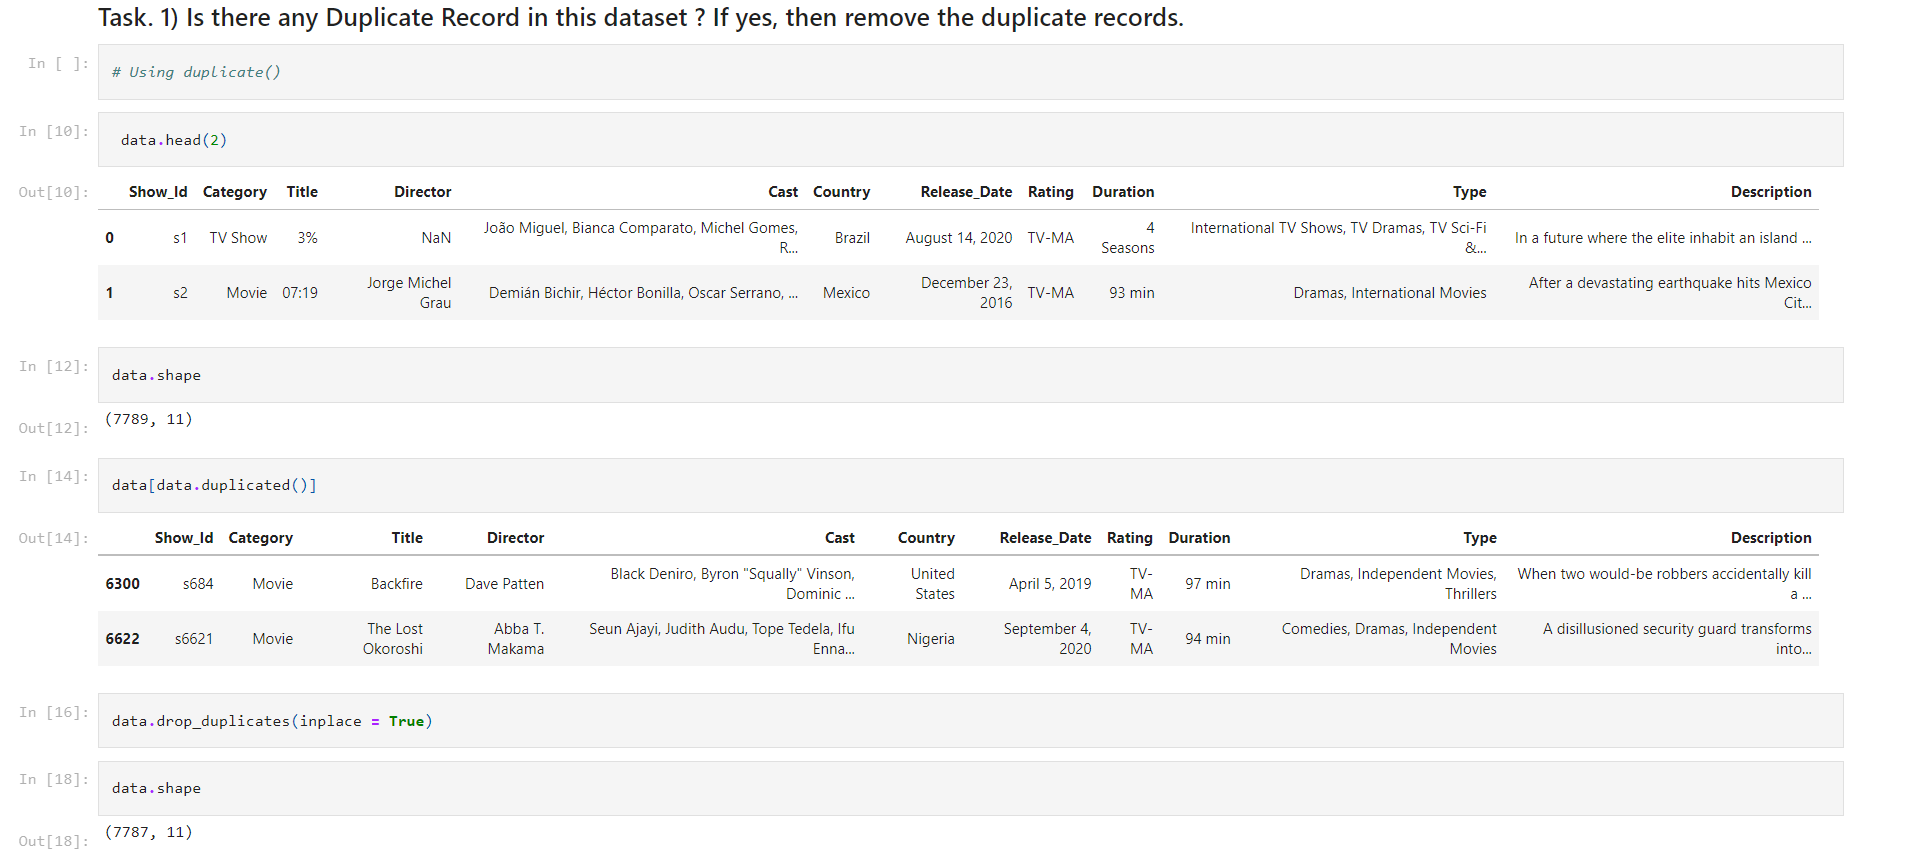 Task. 1) Is there any Duplicate Record in this dataset ? If yes, then remove the duplicate records.
In [ ]:
# Using duplicate()
In [10]:
data.head(2)
Out[10]:
Show_Id Category Title Director Cast Country Release_Date Rating Duration Type Description
0 s1 TV Show 3% NaN João Miguel, Bianca Comparato, Michel Gomes, R... Brazil August 14, 2020 TV-MA 4 Seasons International TV Shows, TV Dramas, TV Sci-Fi &... In a future where the elite inhabit an island ...
1 s2 Movie 07:19 Jorge Michel Grau Demián Bichir, Héctor Bonilla, Oscar Serrano, ... Mexico December 23, 2016 TV-MA 93 min Dramas, International Movies After a devastating earthquake hits Mexico Cit...
In [12]:
data.shape
(7789, 11)
Out[12]:
In [14]:
data[data.duplicated()]
Out[14]:
Show_Id Category Title Director Cast Country Release_Date Rating Duration Type Description
6300 s684 Movie Backfire Dave Patten Black Deniro, Byron "Squally" Vinson, Dominic ... United States April 5, 2019 TV-MA 97 min Dramas, Independent Movies, Thrillers When two would-be robbers accidentally kill a ...
6622 s6621 Movie The Lost Okoroshi Abba T. Makama Seun Ajayi, Judith Audu, Tope Tedela, Ifu Enna... Nigeria September 4, 2020 TV-MA 94 min Comedies, Dramas, Independent Movies A disillusioned security guard transforms into...
In [16]:
data.drop_duplicates(inplace = True)
In [18]:
data.shape
(7787, 11)
Out[18]: